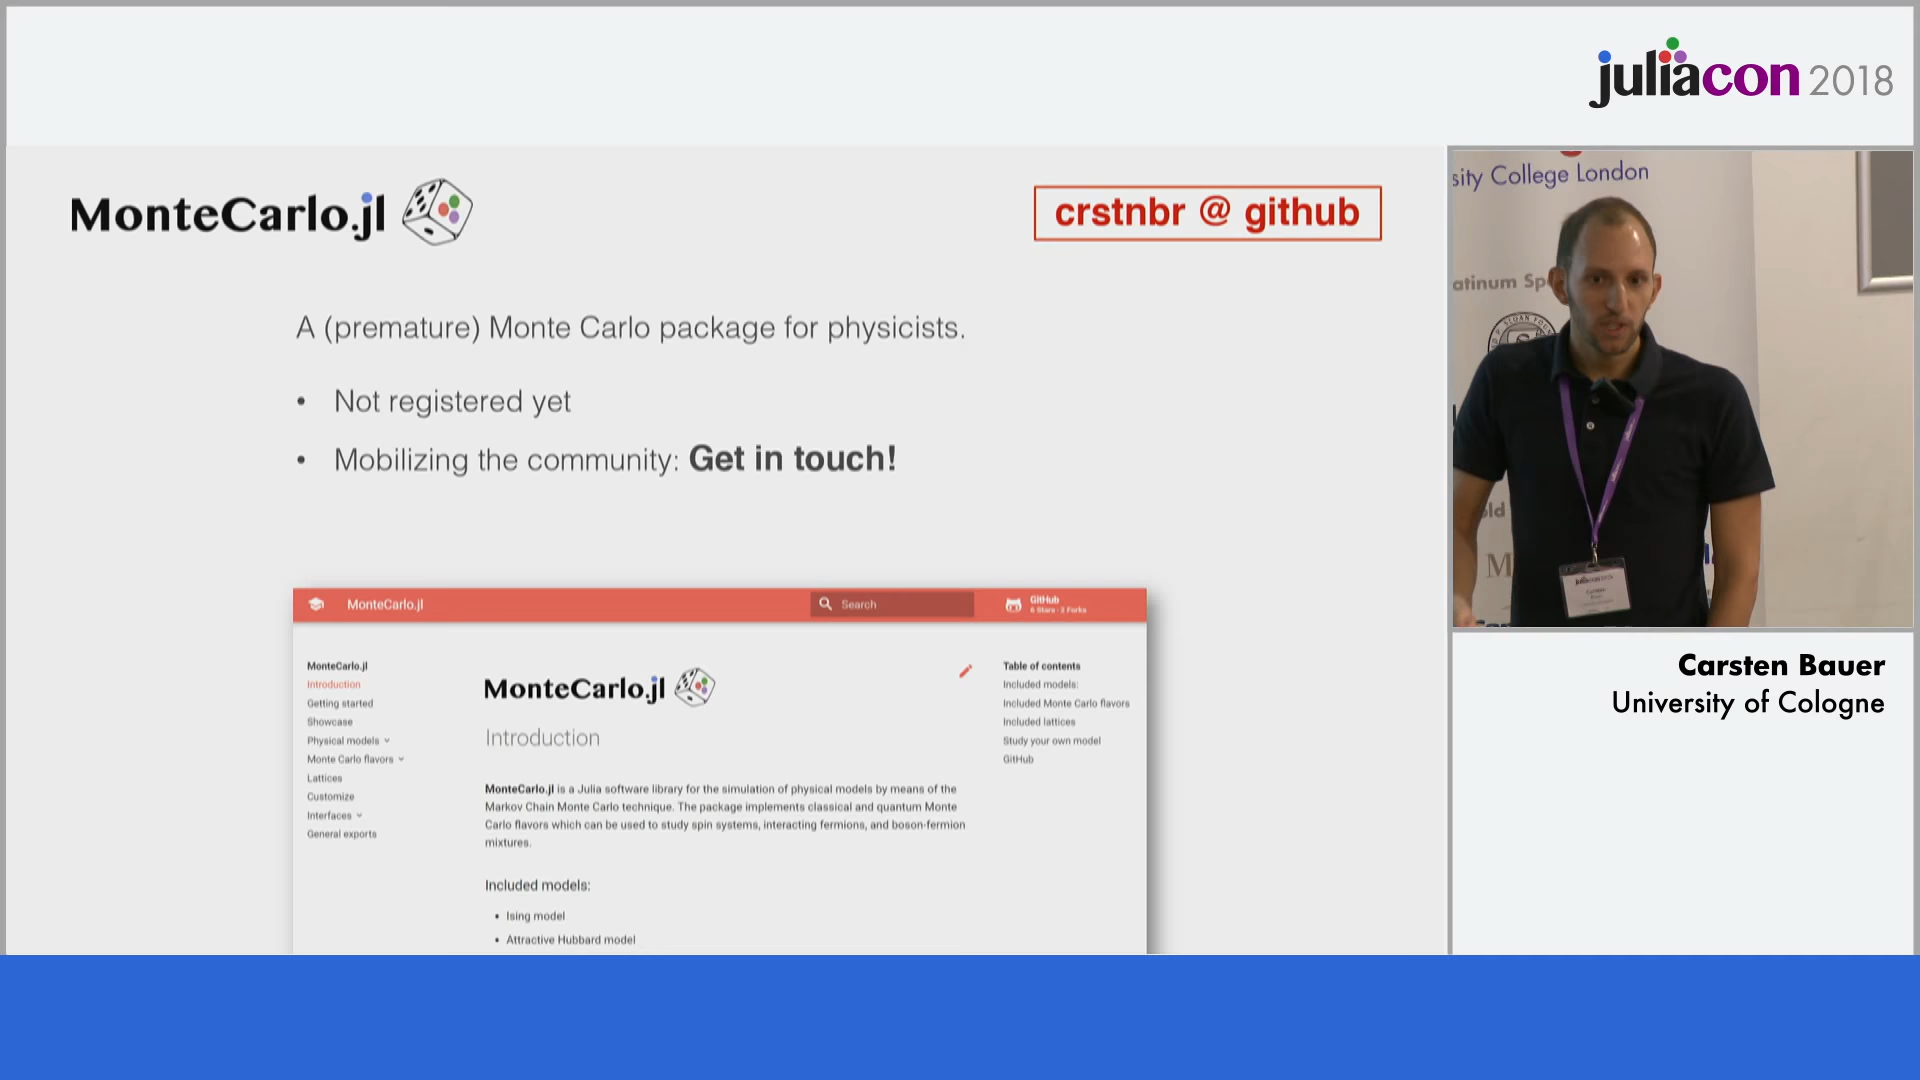 juliacon 2018
MonteCarlo.jl
crstnbr @ github
A (premature) Monte Carlo package for physicists.
• Not registered yet
• Mobilizing the community: Get in touch!
MonteCarlo.jl
Search
GitHub
6 Stars · 2 Forks
MonteCarlo.jl
Introduction
Getting started
Showcase
Physical models
Monte Carlo flavors
Lattices
Customize
Interfaces
General exports
MonteCarlo.jl
Introduction
MonteCarlo.jl is a Julia software library for the simulation of physical models by means of the
Markov Chain Monte Carlo technique. The package implements classical and quantum Monte
Carlo flavors which can be used to study spin systems, interacting fermions, and boson-fermion
mixtures.
Included models:
• Ising model
• Attractive Hubbard model
Table of contents
Included models:
Included Monte Carlo flavors
Included lattices
Study your own model
GitHub
sity College London
atinum Sp
ld
M
Carsten Bauer
University of Cologne